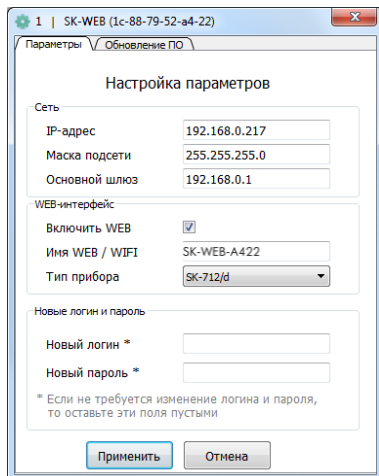 1 | SK-WEB (1c-88-79-52-a4-22)
Параметры Обновление ПО
Настройка параметров
Сеть
IP-адрес 192.168.0.217
Маска подсети 255.255.255.0
Основной шлюз 192.168.0.1
WEB-интерфейс
Включить WEB
Имя WEB / WIFI SK-WEB-A422
Тип прибора SK-712/d
Новые логин и пароль
Новый логин *
Новый пароль *
* Если не требуется изменение логина и пароля,
то оставьте эти поля пустыми
Применить Отмена